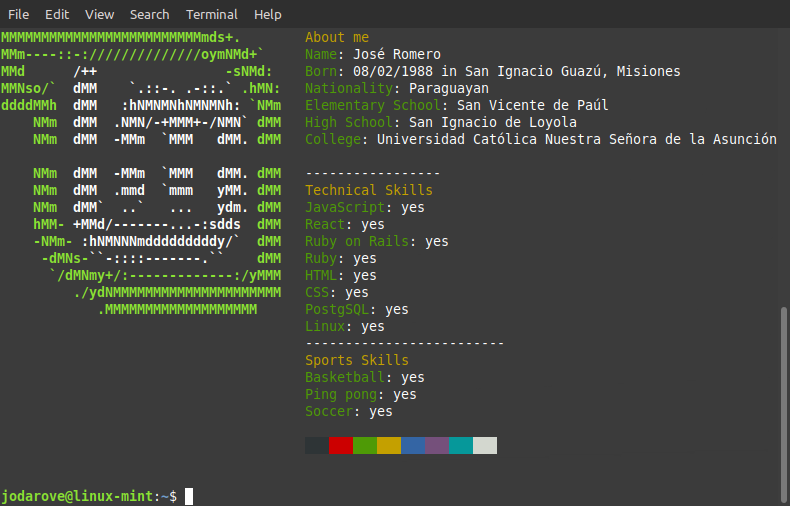 File Edit View Search Terminal Help
MMMMMMMMMMMMMMMMMMMMMMMMMmds+.        About me
MMm----::-://////////////oymNMd+`     Name: José Romero
MMd      /++                -sNMd:    Born: 08/02/1988 in San Ignacio Guazú, Misiones
MMNso/`  dMM    `.::-. .-::.` .hMN:   Nationality: Paraguayan
ddddMMh  dMM   :hNMNMNhNMNMNh: `NMm   Elementary School: San Vicente de Paúl
    NMm  dMM  .NMN/-+MMM+-/NMN` dMM   High School: San Ignacio de Loyola
    NMm  dMM  -MMm  `MMM   dMM. dMM   College: Universidad Católica Nuestra Señora de la Asunción
    NMm  dMM  -MMm  `MMM   dMM. dMM   -----------------
    NMm  dMM  .mmd  `mmm   yMM. dMM   Technical Skills
    NMm  dMM`  ..`   ...   ydm. dMM   JavaScript: yes
    hMM- +MMd/-------...-:sdds  dMM   React: yes
    -NMm- :hNMNNNmdddddddddy/`  dMM   Ruby on Rails: yes
     -dMNs-``-::::-------.``    dMM   Ruby: yes
      `/dMNmy+/:-------------:/yMMM   HTML: yes
         ./ydNMMMMMMMMMMMMMMMMMMMMM   CSS: yes
            .MMMMMMMMMMMMMMMMMMM      PostgSQL: yes
Linux: yes
-------------------------
Sports Skills
Basketball: yes
Ping pong: yes
Soccer: yes
jodarove@linux-mint:~$